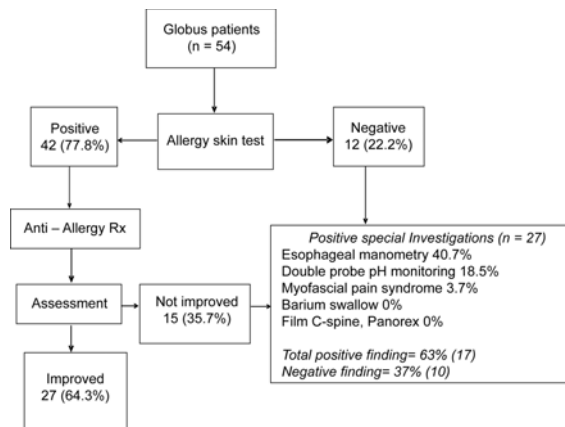 Globus patients
(n = 54)
Positive
42 (77.8%)
Allergy skin test
Negative
12 (22.2%)
Anti – Allergy Rx
Assessment
Not improved
15 (35.7%)
Improved
27 (64.3%)
Positive special Investigations (n = 27)
Esophageal manometry 40.7%
Double probe pH monitoring 18.5%
Myofascial pain syndrome 3.7%
Barium swallow 0%
Film C-spine, Panorex 0%
Total positive finding= 63% (17)
Negative finding= 37% (10)